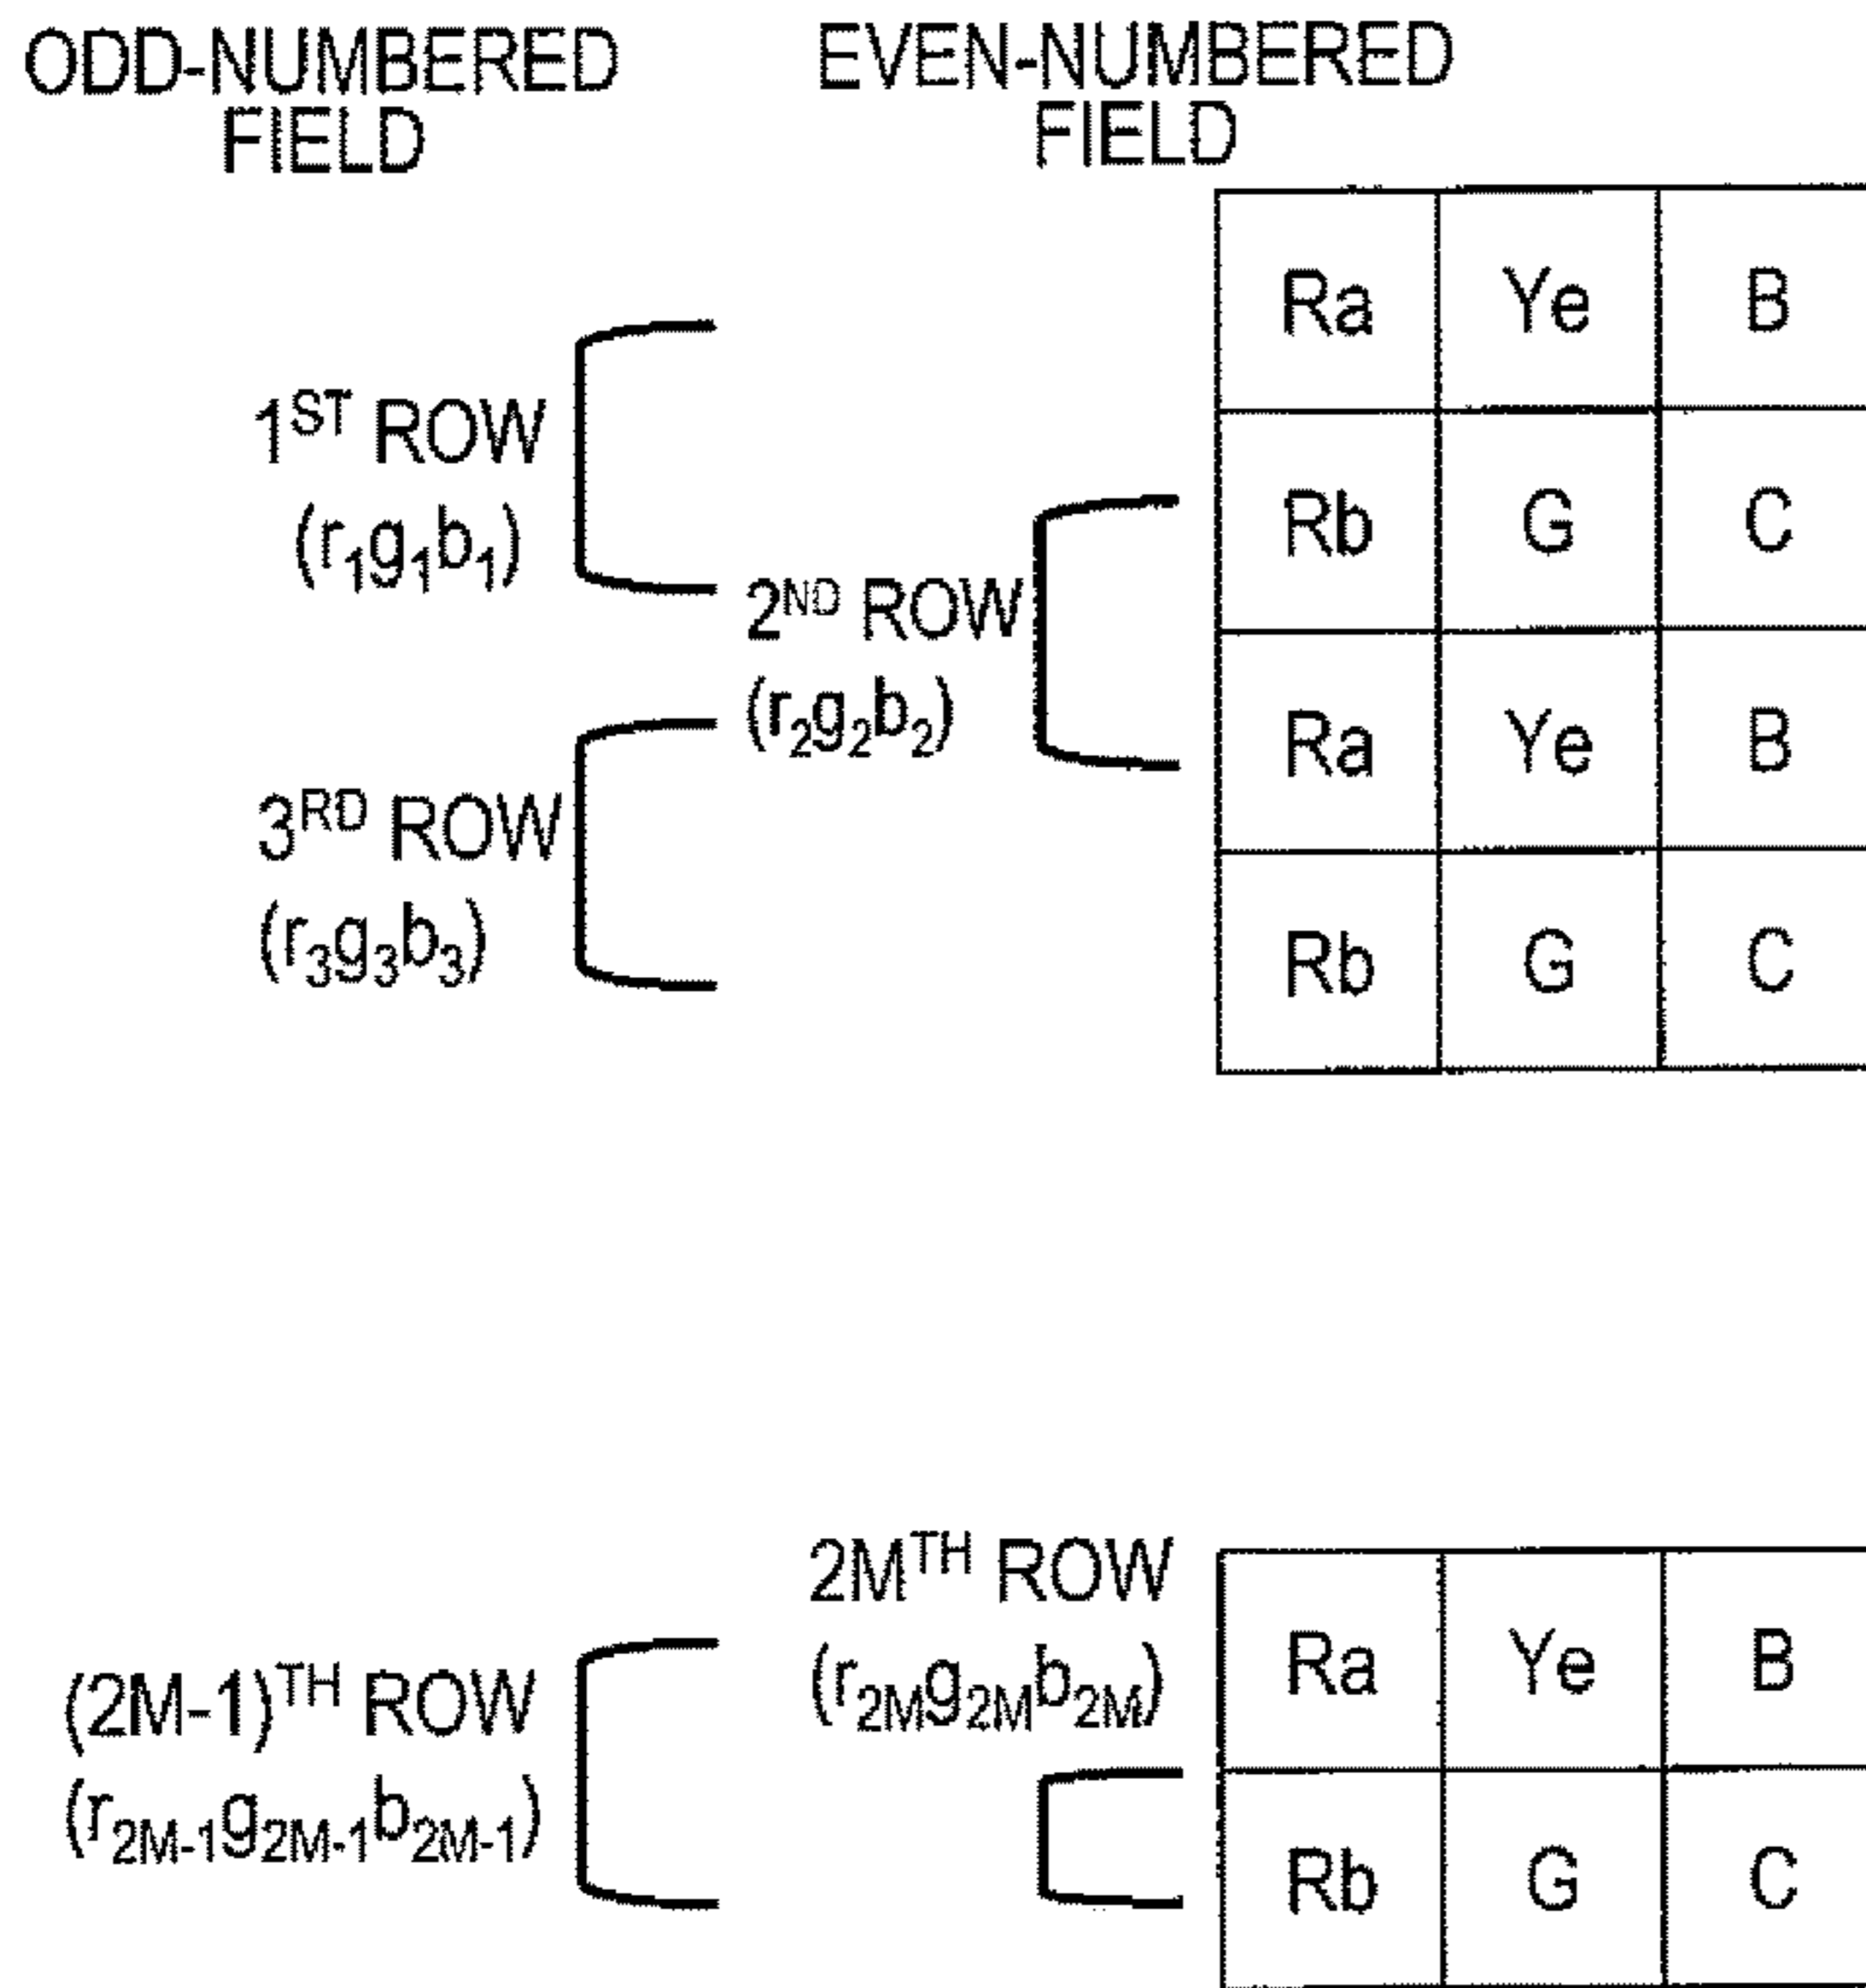 ODD-NUMBERED
FIELD
EVEN-NUMBERED
FIELD
Ra Ye B
1ST ROW
(r1g1b1)
Rb G C
2ND ROW
(r2g2b2)
Ra Ye B
3RD ROW
(r3g3b3)
Rb G C
2MTH ROW
(r2Mg2Mb2M)
Ra Ye B
(2M-1)TH ROW
(r2M-1g2M-1b2M-1)
Rb G C